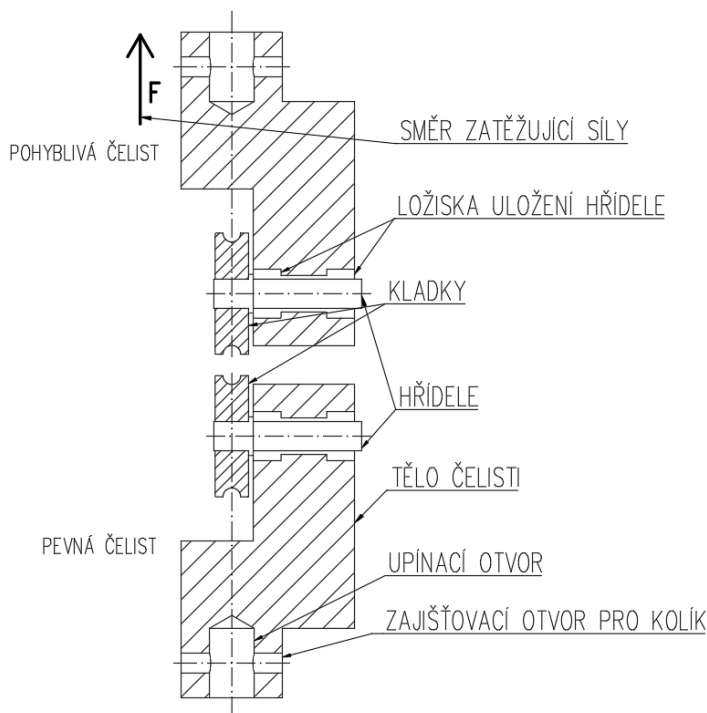 F
SMĚR ZATĚŽUJÍCÍ SÍLY
POHYBLIVÁ ČELIST
LOŽISKA ULOŽENÍ HŘÍDELE
KLADKY
HŘÍDELE
TĚLO ČELISTI
PEVNÁ ČELIST
UPÍNACÍ OTVOR
ZAJIŠŤOVACÍ OTVOR PRO KOLÍK